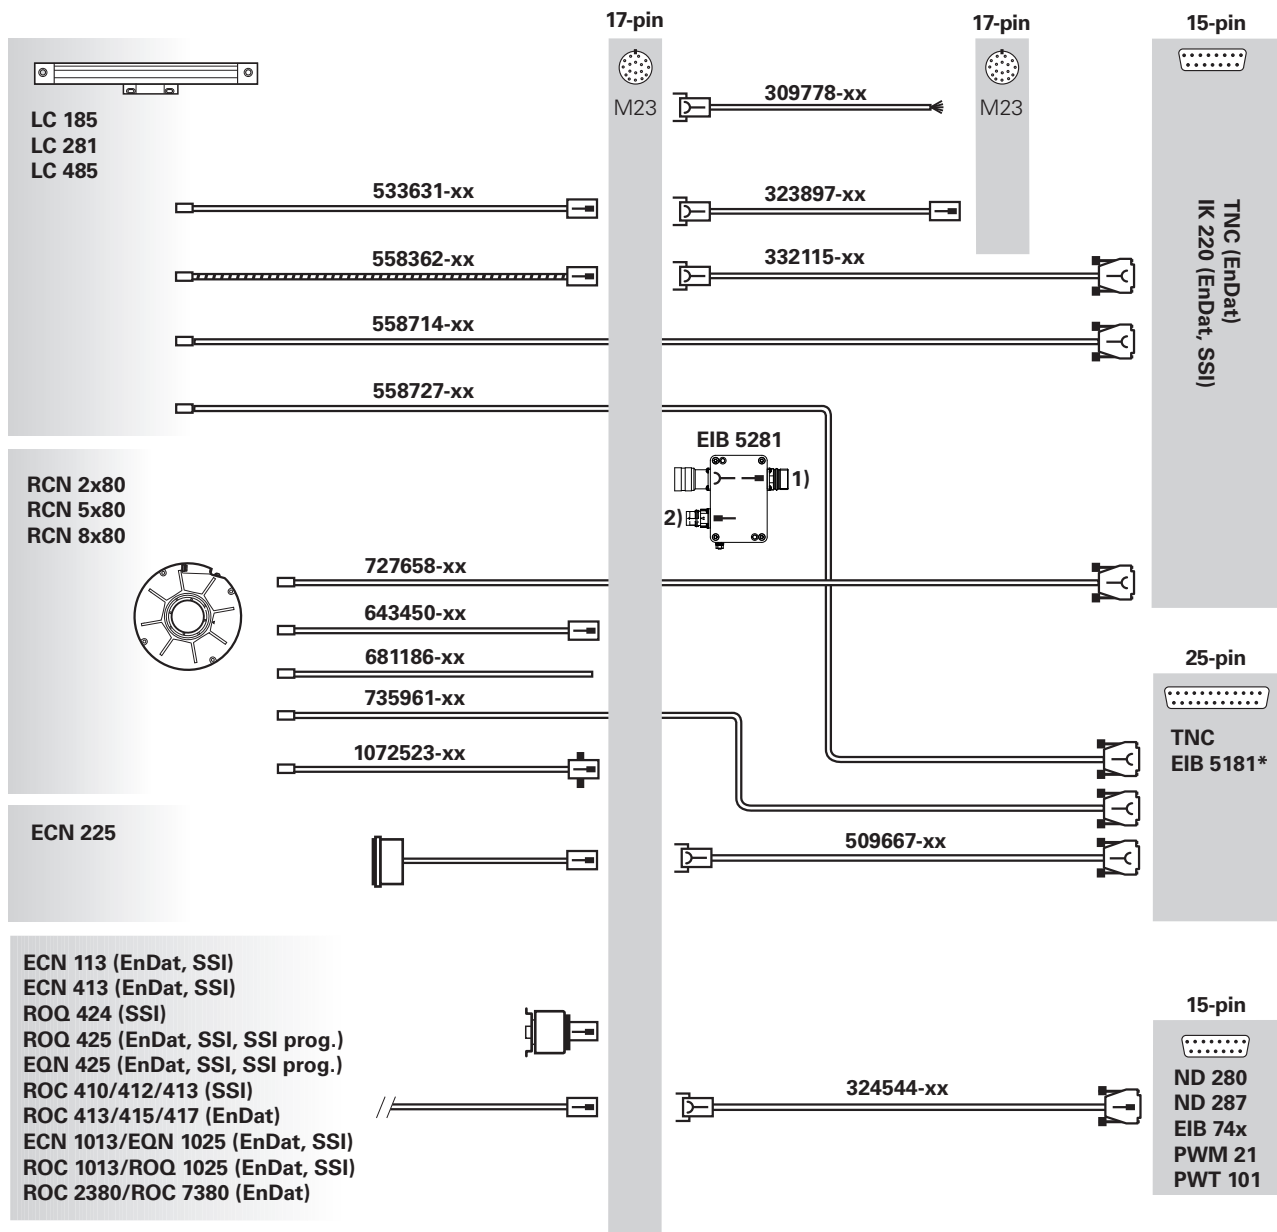 17-pin
17-pin
15-pin
M23
M23
309778-xx
LC 185
LC 281
LC 485
533631-xx
323897-xx
558362-xx
332115-xx
558714-xx
558727-xx
TNC (EnDat)
IK 220 (EnDat, SSI)
EIB 5281
1)
2)
RCN 2x80
RCN 5x80
RCN 8x80
727658-xx
643450-xx
681186-xx
735961-xx
1072523-xx
25-pin
TNC
EIB 5181*
ECN 225
509667-xx
ECN 113 (EnDat, SSI)
ECN 413 (EnDat, SSI)
ROQ 424 (SSI)
ROQ 425 (EnDat, SSI, SSI prog.)
EQN 425 (EnDat, SSI, SSI prog.)
ROC 410/412/413 (SSI)
ROC 413/415/417 (EnDat)
ECN 1013/EQN 1025 (EnDat, SSI)
ROC 1013/ROQ 1025 (EnDat, SSI)
ROC 2380/ROC 7380 (EnDat)
324544-xx
15-pin
ND 280
ND 287
EIB 74x
PWM 21
PWT 101